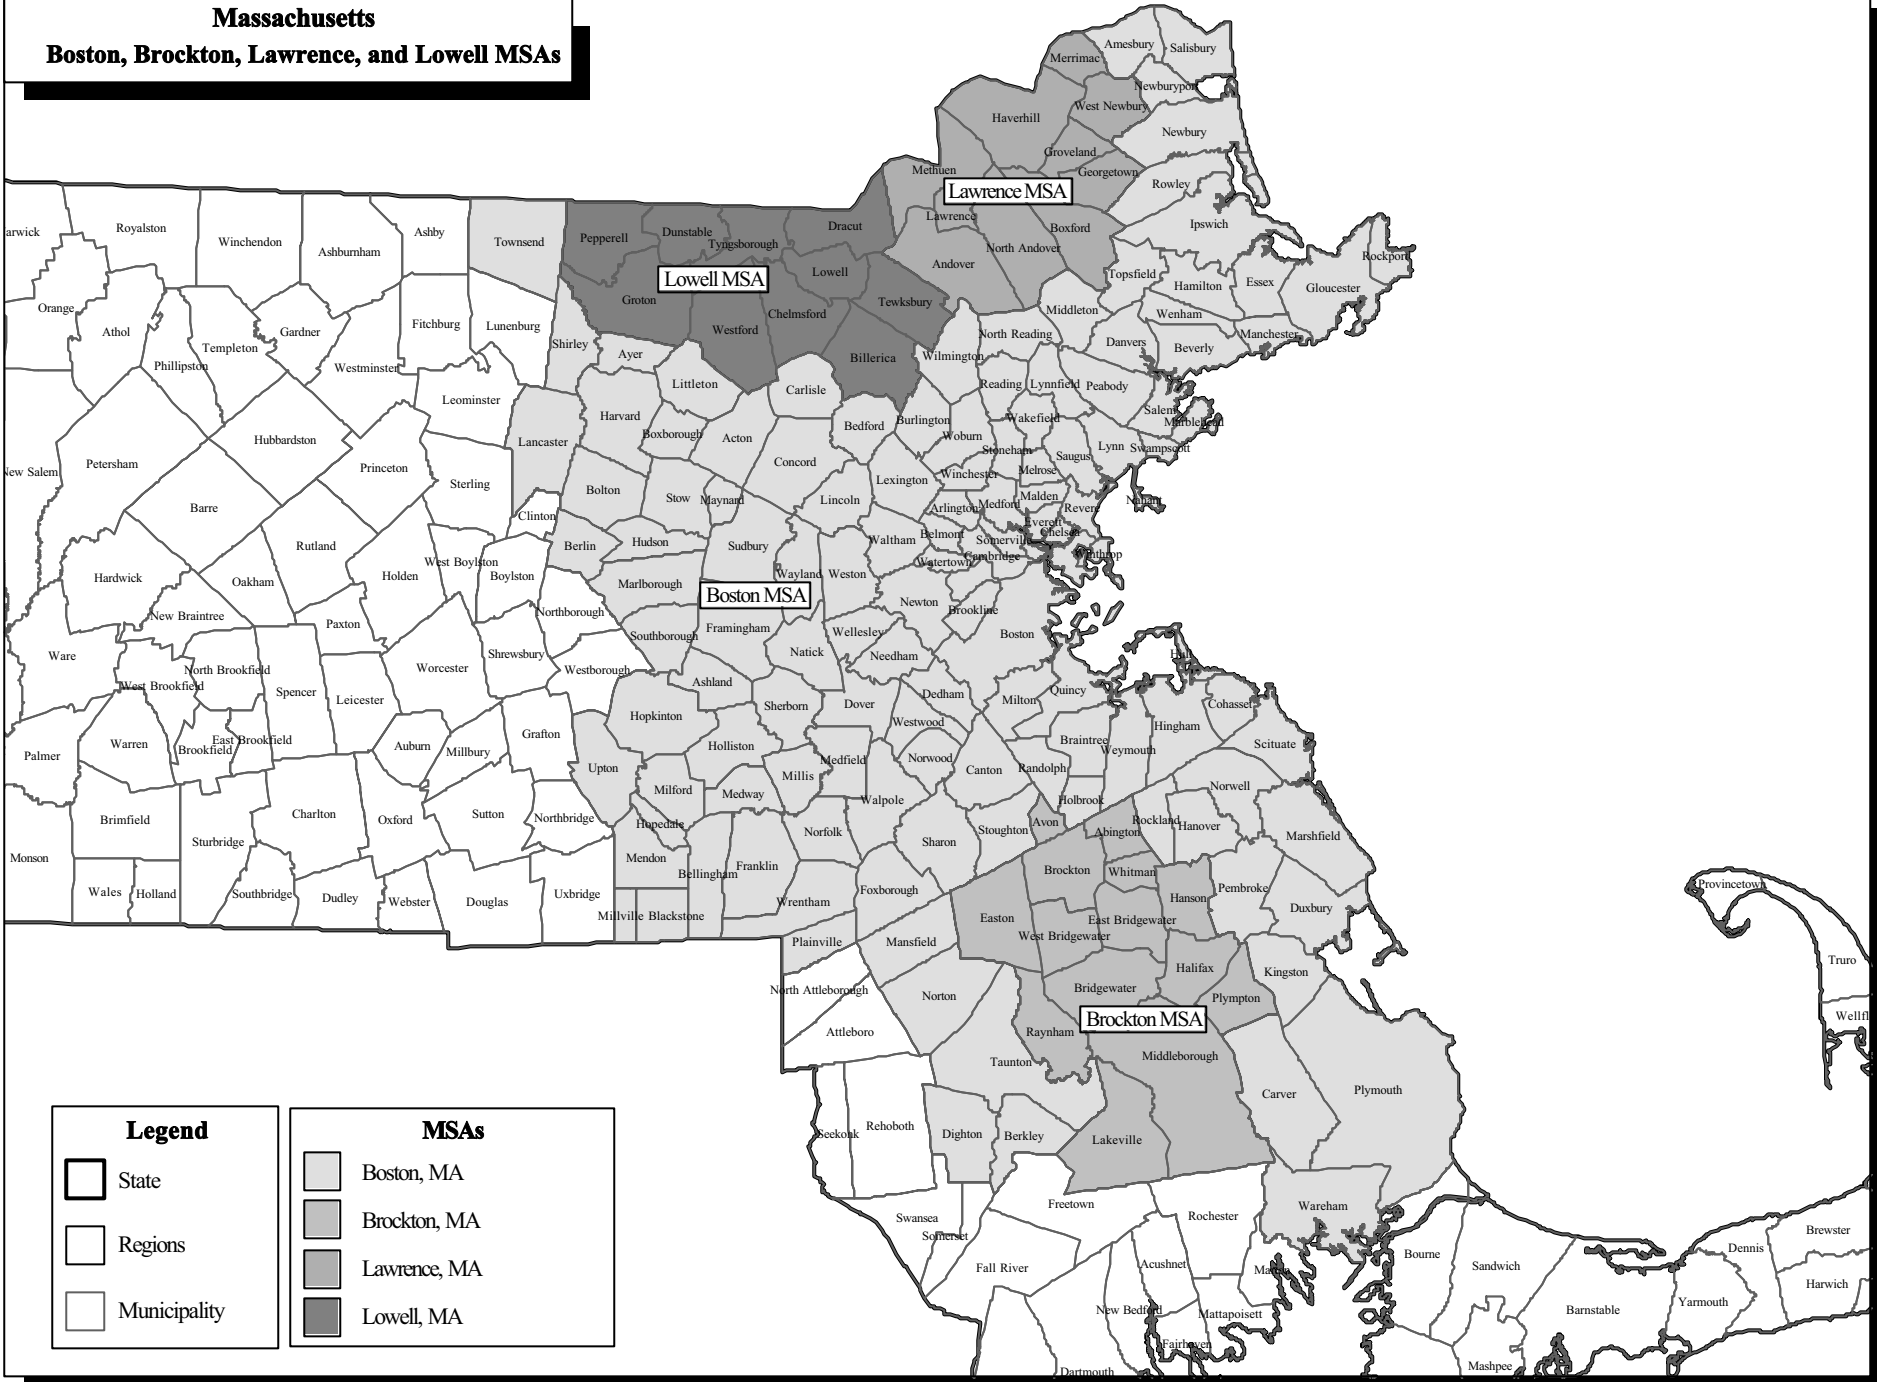 Massachusetts
Boston, Brockton, Lawrence, and Lowell MSAs
Amesbury
Salisbury
Merrimac
Newburyport
West Newbury
Haverhill
Newbury
Groveland
Methuen
Georgetown
Rowley
Lawrence MSA
Lawrence
Ipswich
Boxford
North Andover
Andover
Rockport
Topsfield
Hamilton
Essex
Gloucester
Middleton
Wenham
Manchester
North Reading
Danvers
Beverly
Wilmington
Reading
Lynnfield
Peabody
Salem
Marblehead
Wakefield
Burlington
Woburn
Stoneham
Lynn
Swampscott
Saugus
Winchester
Melrose
Malden
Nahant
Arlington
Medford
Revere
Everett
Chelsea
Belmont
Somerville
Cambridge
Winthrop
Watertown
arwick
Royalston
Winchendon
Ashburnham
Ashby
Townsend
Pepperell
Dunstable
Tyngsborough
Dracut
Lowell MSA
Lowell
Groton
Tewksbury
Chelmsford
Westford
Billerica
Orange
Athol
Phillipston
Templeton
Gardner
Westminster
Fitchburg
Lunenburg
Shirley
Ayer
Littleton
Carlisle
Leominster
Harvard
Boxborough
Acton
Bedford
Lancaster
Concord
Lexington
Hubbardston
Petersham
Princeton
New Salem
Sterling
Bolton
Stow
Maynard
Lincoln
Barre
Clinton
Berlin
Hudson
Sudbury
Waltham
Rutland
West Boylston
Holden
Boylston
Marlborough
Wayland
Weston
Hardwick
Oakham
Boston MSA
Newton
Brookline
Northborough
New Braintree
Paxton
Southborough
Framingham
Wellesley
Boston
Natick
Needham
Ware
Shrewsbury
Westborough
Worcester
North Brookfield
West Brookfield
Spencer
Leicester
Ashland
Sherborn
Dover
Dedham
Milton
Quincy
Hull
Cohasset
Hingham
Scituate
Hopkinton
Westwood
Braintree
Weymouth
Palmer
Warren
Brookfield
East Brookfield
Auburn
Millbury
Grafton
Holliston
Medfield
Norwood
Canton
Randolph
Upton
Millis
Milford
Medway
Walpole
Holbrook
Norwell
Brimfield
Charlton
Oxford
Sutton
Northbridge
Hopedale
Norfolk
Sharon
Stoughton
Avon
Abington
Rockland
Hanover
Marshfield
Sturbridge
Monson
Mendon
Bellingham
Franklin
Brockton
Whitman
Wales
Holland
Southbridge
Dudley
Webster
Douglas
Uxbridge
Millville
Blackstone
Wrentham
Foxborough
Hanson
Pembroke
Duxbury
Easton
East Bridgewater
West Bridgewater
Plainville
Mansfield
Halifax
Kingston
North Attleborough
Norton
Bridgewater
Plympton
Brockton MSA
Attleboro
Raynham
Taunton
Middleborough
Carver
Plymouth
Provincetown
Truro
Wellfl
Seekonk
Rehoboth
Dighton
Berkley
Lakeville
Wareham
Freetown
Rochester
Swansea
Somerset
Fall River
Acushnet
Marion
Bourne
Sandwich
Dennis
Brewster
Harwich
New Bedford
Mattapoisett
Barnstable
Yarmouth
Fairhaven
Dartmouth
Mashpee
Legend
State
Regions
Municipality
MSAs
Boston, MA
Brockton, MA
Lawrence, MA
Lowell, MA